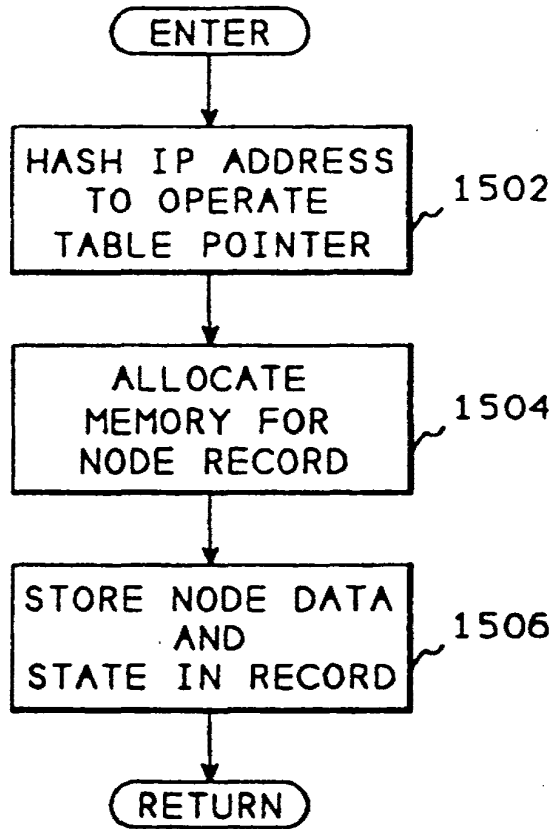 ENTER
HASH IP ADDRESS
TO OPERATE
TABLE POINTER
1502
ALLOCATE
MEMORY FOR
NODE RECORD
1504
STORE NODE DATA
AND
STATE IN RECORD
1506
RETURN